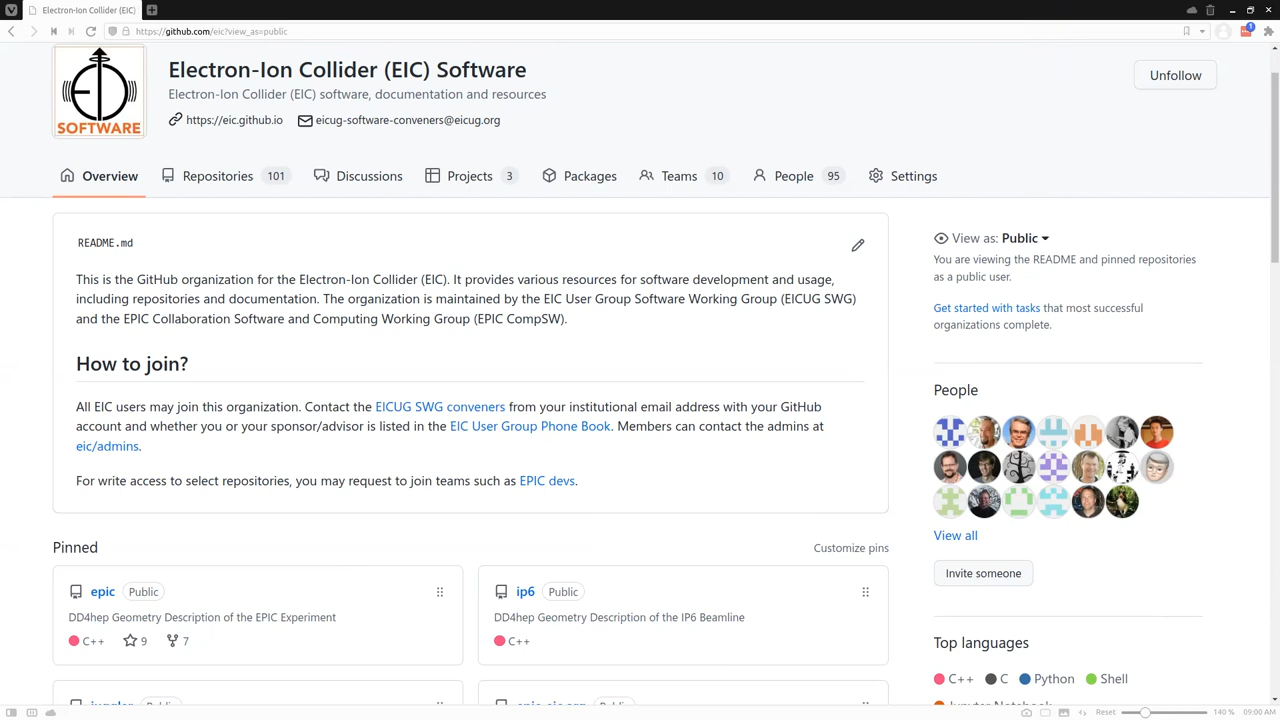 Electron-Ion Collider (EIC)
https://github.com/eic?view_as=public
1
SOFTWARE
Electron-Ion Collider (EIC) Software
Electron-Ion Collider (EIC) software, documentation and resources
https://eic.github.io eicug-software-conveners@eicug.org
Unfollow
Overview Repositories 101 Discussions Projects 3 Packages Teams 10 People 95 Settings
README.md
This is the GitHub organization for the Electron-Ion Collider (EIC). It provides various resources for software development and usage,
including repositories and documentation. The organization is maintained by the EIC User Group Software Working Group (EICUG SWG)
and the EPIC Collaboration Software and Computing Working Group (EPIC CompSW).
How to join?
All EIC users may join this organization. Contact the EICUG SWG conveners from your institutional email address with your GitHub
account and whether you or your sponsor/advisor is listed in the EIC User Group Phone Book. Members can contact the admins at
eic/admins.
For write access to select repositories, you may request to join teams such as EPIC devs.
Pinned
Customize pins
epic Public
DD4hep Geometry Description of the EPIC Experiment
C++ 9 7
ip6 Public
DD4hep Geometry Description of the IP6 Beamline
C++
View as: Public
You are viewing the README and pinned repositories
as a public user.
Get started with tasks that most successful
organizations complete.
People
View all
Invite someone
Top languages
C++ C Python Shell
Jupyter Notebook
Reset 140 % 09:00 AM